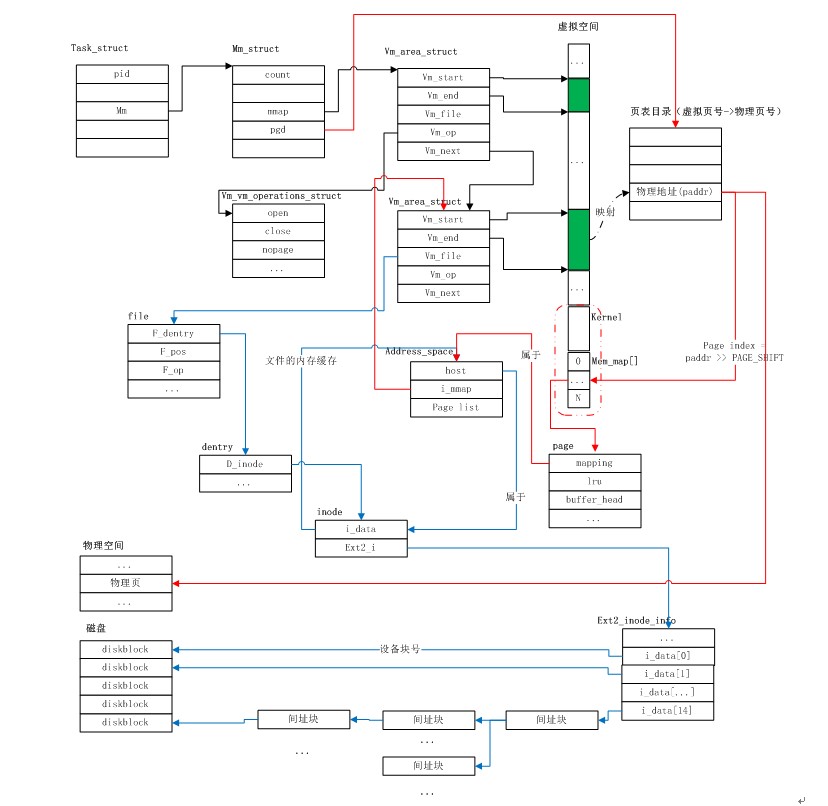 虚拟空间
Task_struct
Mm_struct
Vm_area_struct
pid
Mm
count
mmap
pgd
Vm_start
Vm_end
Vm_file
Vm_op
Vm_next
...
...
...
页表目录（虚拟页号->物理页号）
物理地址(paddr)
映射
Vm_vm_operations_struct
open
close
nopage
...
Vm_area_struct
Vm_start
Vm_end
Vm_file
Vm_op
Vm_next
file
F_dentry
F_pos
F_op
...
文件的内存缓存
Address_space
host
i_mmap
Page list
属于
Kernel
Mem_map[]
0
...
N
Page index =
paddr >> PAGE_SHIFT
dentry
D_inode
...
page
mapping
lru
buffer_head
...
属于
inode
i_data
Ext2_i
物理空间
...
物理页
...
Ext2_inode_info
...
i_data[0]
i_data[1]
i_data[...]
i_data[14]
磁盘
diskblock
diskblock
diskblock
diskblock
diskblock
设备块号
间址块
...
间址块
...
间址块
间址块
...